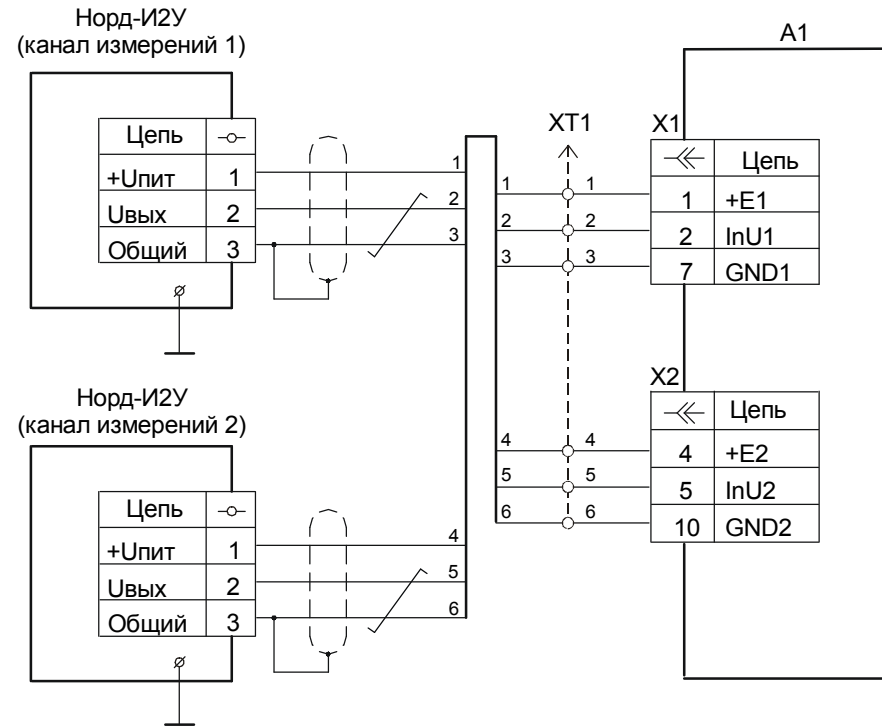 Норд-И2У
(канал измерений 1)
Цепь
+Uпит 1
Uвых 2
Общий 3
1
2
3
Норд-И2У
(канал измерений 2)
Цепь
+Uпит 1
Uвых 2
Общий 3
4
5
6
XT1
1 1
2 2
3 3
4 4
5 5
6 6
A1
X1
Цепь
1 +E1
2 InU1
7 GND1
X2
Цепь
4 +E2
5 InU2
10 GND2